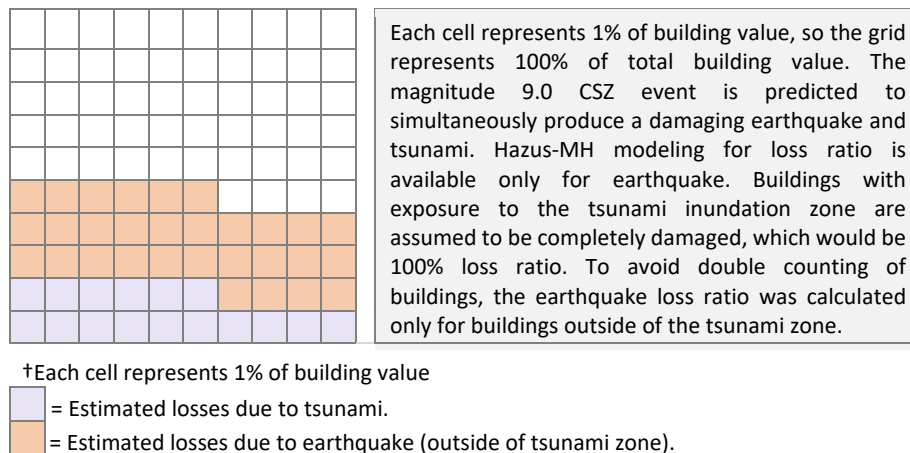 Each cell represents 1% of building value, so the grid
represents 100% of total building value. The
magnitude 9.0 CSZ event is predicted to
simultaneously produce a damaging earthquake and
tsunami. Hazus-MH modeling for loss ratio is
available only for earthquake. Buildings with
exposure to the tsunami inundation zone are
assumed to be completely damaged, which would be
100% loss ratio. To avoid double counting of
buildings, the earthquake loss ratio was calculated
only for buildings outside of the tsunami zone.
†Each cell represents 1% of building value
= Estimated losses due to tsunami.
= Estimated losses due to earthquake (outside of tsunami zone).